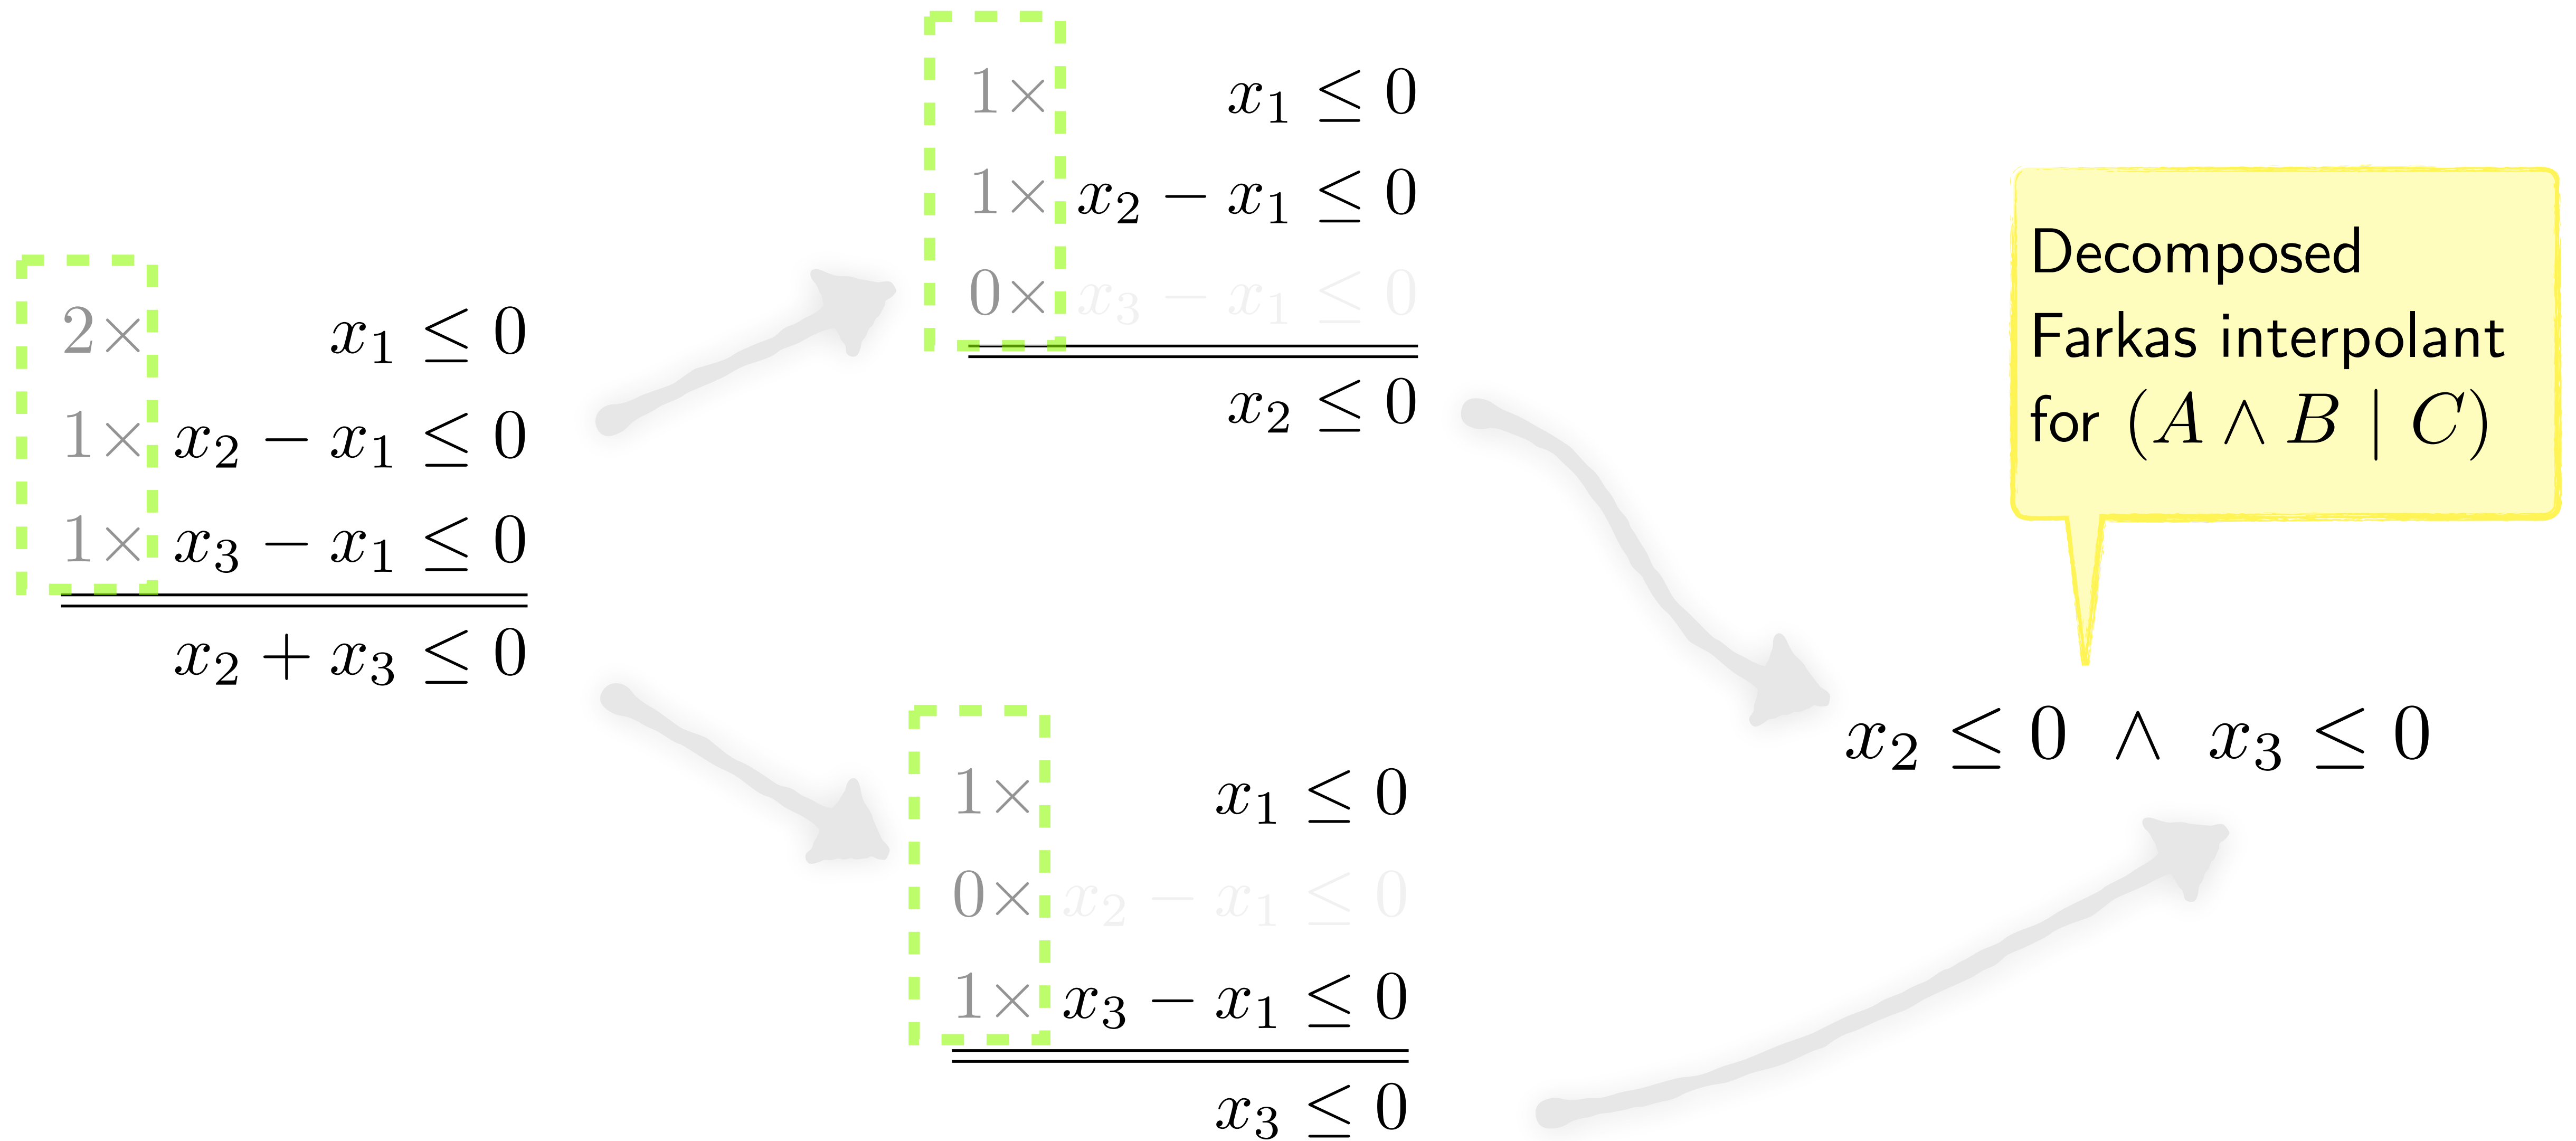 2× x₁ ≤ 0
1× x₂ − x₁ ≤ 0
1× x₃ − x₁ ≤ 0
x₂ + x₃ ≤ 0
1× x₁ ≤ 0
1× x₂ − x₁ ≤ 0
0× x₃ − x₁ ≤ 0
x₂ ≤ 0
1× x₁ ≤ 0
0× x₂ − x₁ ≤ 0
1× x₃ − x₁ ≤ 0
x₃ ≤ 0
Decomposed
Farkas interpolant
for (A ∧ B | C)
x₂ ≤ 0 ∧ x₃ ≤ 0